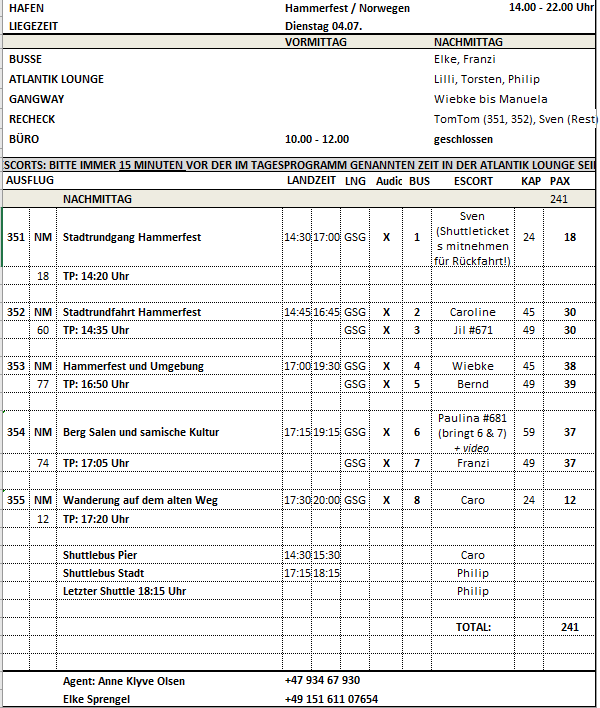 HAFEN Hammerfest / Norwegen 14.00 - 22.00 Uhr
LIEGEZEIT Dienstag 04.07.
VORMITTAG NACHMITTAG
BUSSE Elke, Franzi
ATLANTIK LOUNGE Lilli, Torsten, Philip
GANGWAY Wiebke bis Manuela
RECHECK TomTom (351, 352), Sven (Rest)
BÜRO 10.00 - 12.00 geschlossen
SCORTS: BITTE IMMER 15 MINUTEN VOR DER IM TAGESPROGRAMM GENANNTEN ZEIT IN DER ATLANTIK LOUNGE SEI
AUSFLUG LANDZEIT LNG Audio BUS ESCORT KAP PAX
NACHMITTAG 241
351 NM Stadtrundgang Hammerfest 14:30 17:00 GSG X 1 Sven
(Shuttleticket
s mitnehmen
für Rückfahrt!) 24 18
18 TP: 14:20 Uhr
352 NM Stadtrundfahrt Hammerfest 14:45 16:45 GSG X 2 Caroline 45 30
60 TP: 14:35 Uhr GSG X 3 Jil #671 49 30
353 NM Hammerfest und Umgebung 17:00 19:30 GSG X 4 Wiebke 45 38
77 TP: 16:50 Uhr GSG X 5 Bernd 49 39
354 NM Berg Salen und samische Kultur 17:15 19:15 GSG X 6 Paulina #681
(bringt 6 & 7)
+ video 59 37
74 TP: 17:05 Uhr GSG X 7 Franzi 49 37
355 NM Wanderung auf dem alten Weg 17:30 20:00 GSG X 8 Caro 24 12
12 TP: 17:20 Uhr
Shuttlebus Pier 14:30 15:30 Caro
Shuttlebus Stadt 17:15 18:15 Philip
Letzter Shuttle 18:15 Uhr Philip
TOTAL: 241
Agent: Anne Klyve Olsen +47 934 67 930
Elke Sprengel +49 151 611 07654